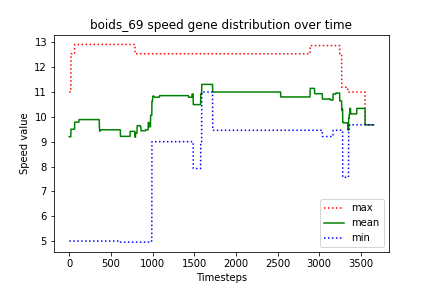 boids_69 speed gene distribution over time
13
12
11
10
9
8
7
6
5
Speed value
0 500 1000 1500 2000 2500 3000 3500
Timesteps
max
mean
min